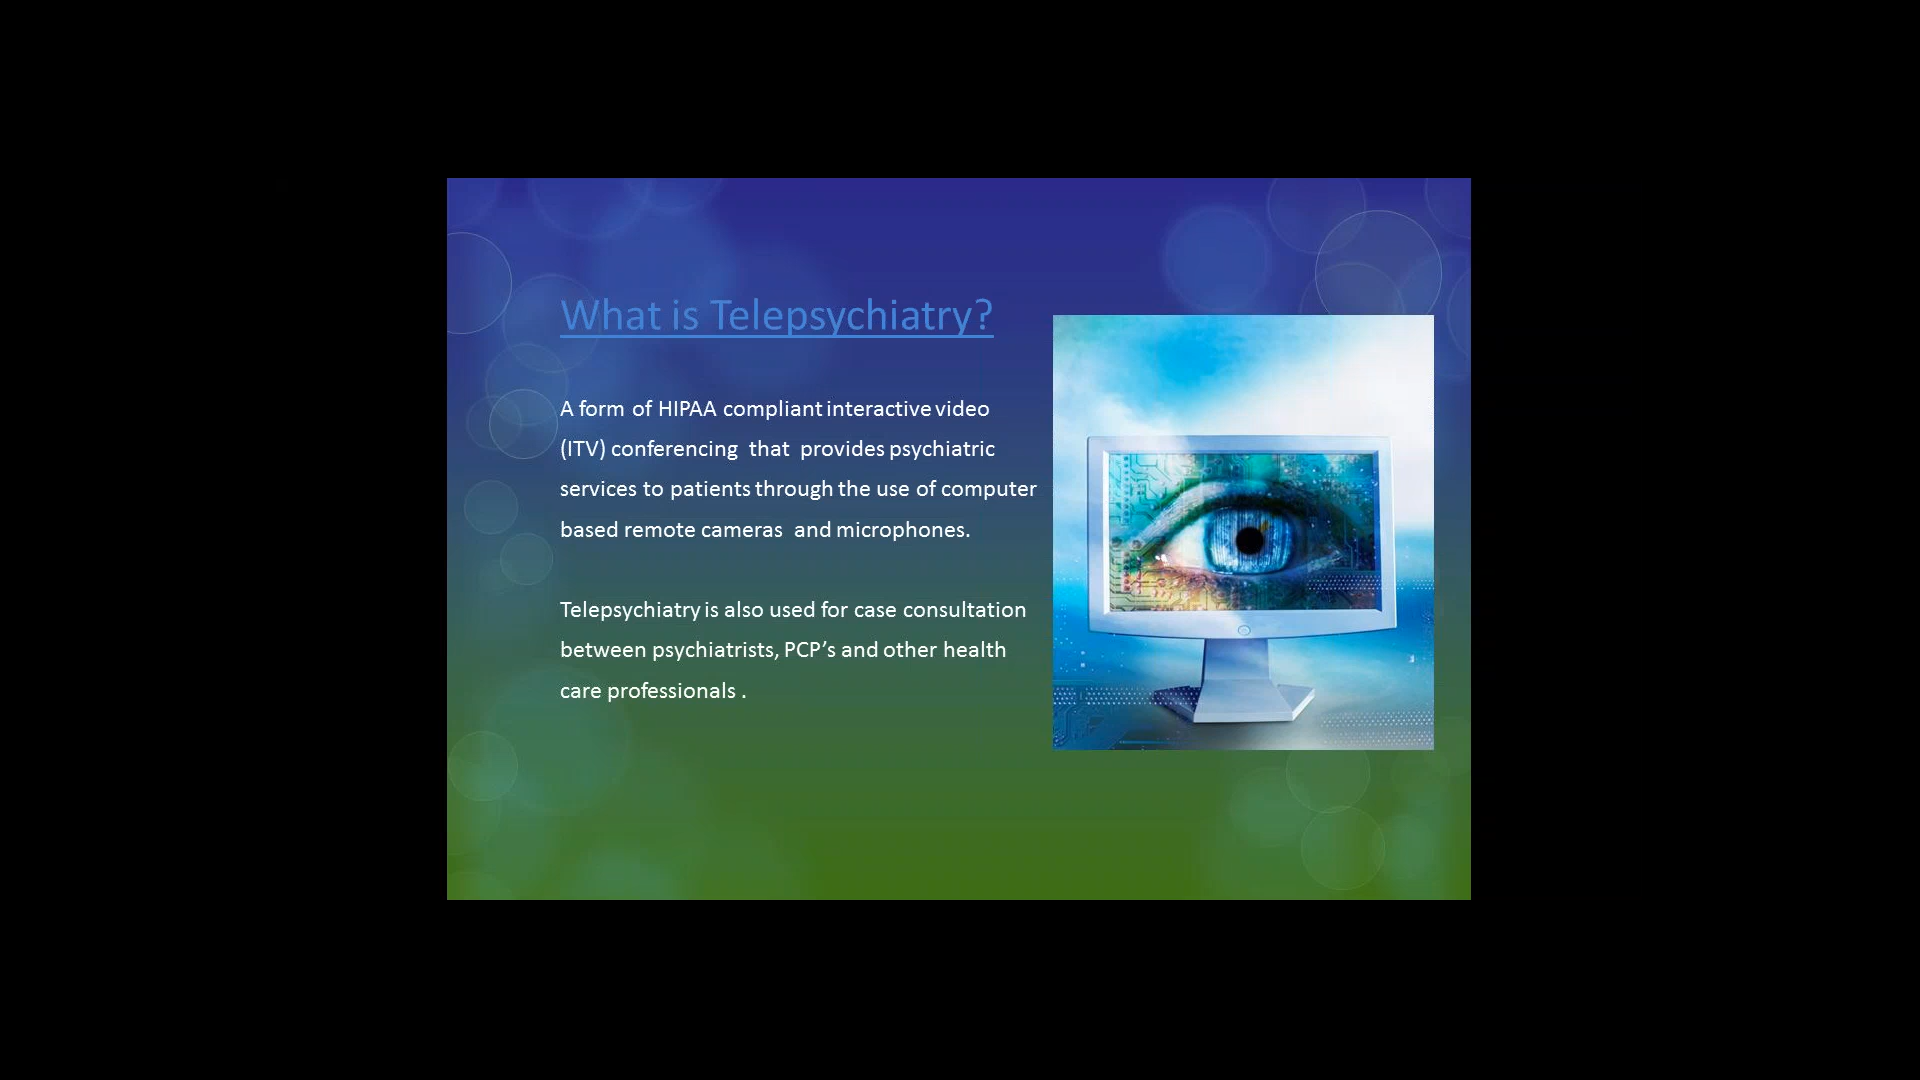 What is Telepsychiatry?
A form of HIPAA compliant interactive video
(ITV) conferencing that provides psychiatric
services to patients through the use of computer
based remote cameras and microphones.
Telepsychiatry is also used for case consultation
between psychiatrists, PCP’s and other health
care professionals .